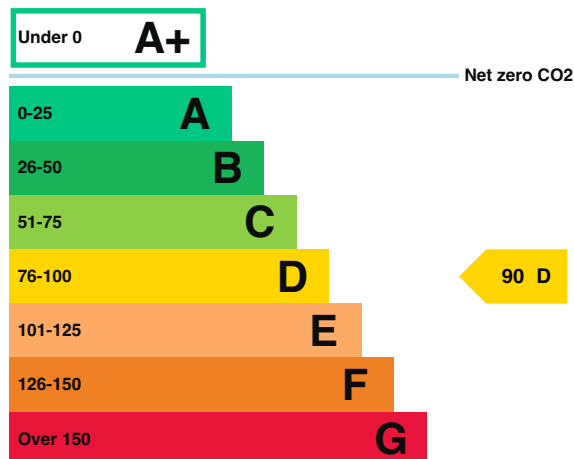 Under 0 A+
Net zero CO2
0-25 A
26-50 B
51-75 C
76-100 D
90 D
101-125 E
126-150 F
Over 150 G